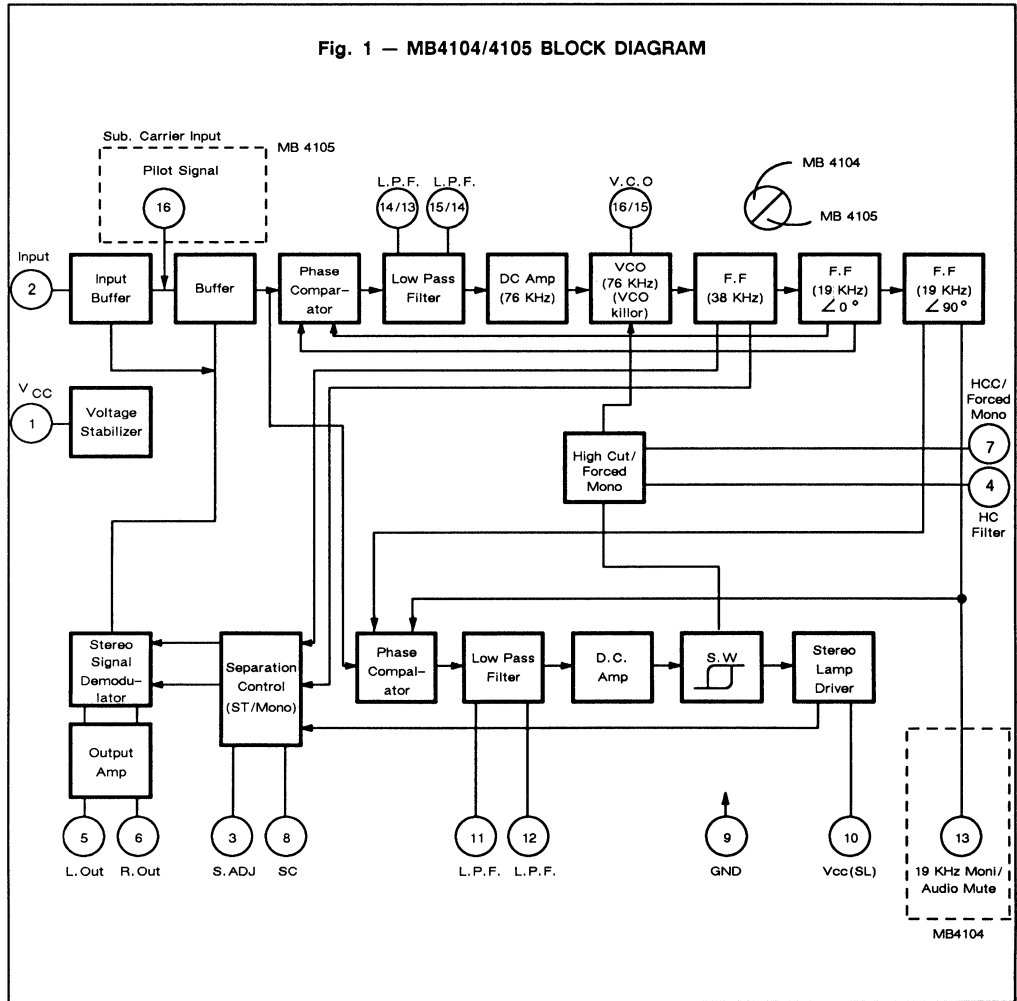 Fig. 1 — MB4104/4105 BLOCK DIAGRAM
Sub. Carrier Input
MB 4105
Pilot Signal
16
L.P.F.
14/13
L.P.F.
15/14
V.C.O
16/15
MB 4104
MB 4105
Input
2
Input
Buffer
Buffer
Phase
Compar-
ator
Low Pass
Filter
DC Amp
(76 KHz)
VCO
(76 KHz)
(VCO
killor)
F.F
(38 KHz)
F.F
(19 KHz)
∠ 0 °
F.F
(19 KHz)
∠ 90°
VCC
1
Voltage
Stabilizer
High Cut/
Forced
Mono
HCC/
Forced
Mono
7
4
HC
Filter
Stereo
Signal
Demodu-
lator
Separation
Control
(ST/Mono)
Phase
Compal-
ator
Low Pass
Filter
D.C.
Amp
S.W
Stereo
Lamp
Driver
Output
Amp
5
L.Out
6
R.Out
3
S.ADJ
8
SC
11
L.P.F.
12
L.P.F.
9
GND
10
Vcc(SL)
13
19 KHz Moni/
Audio Mute
MB4104